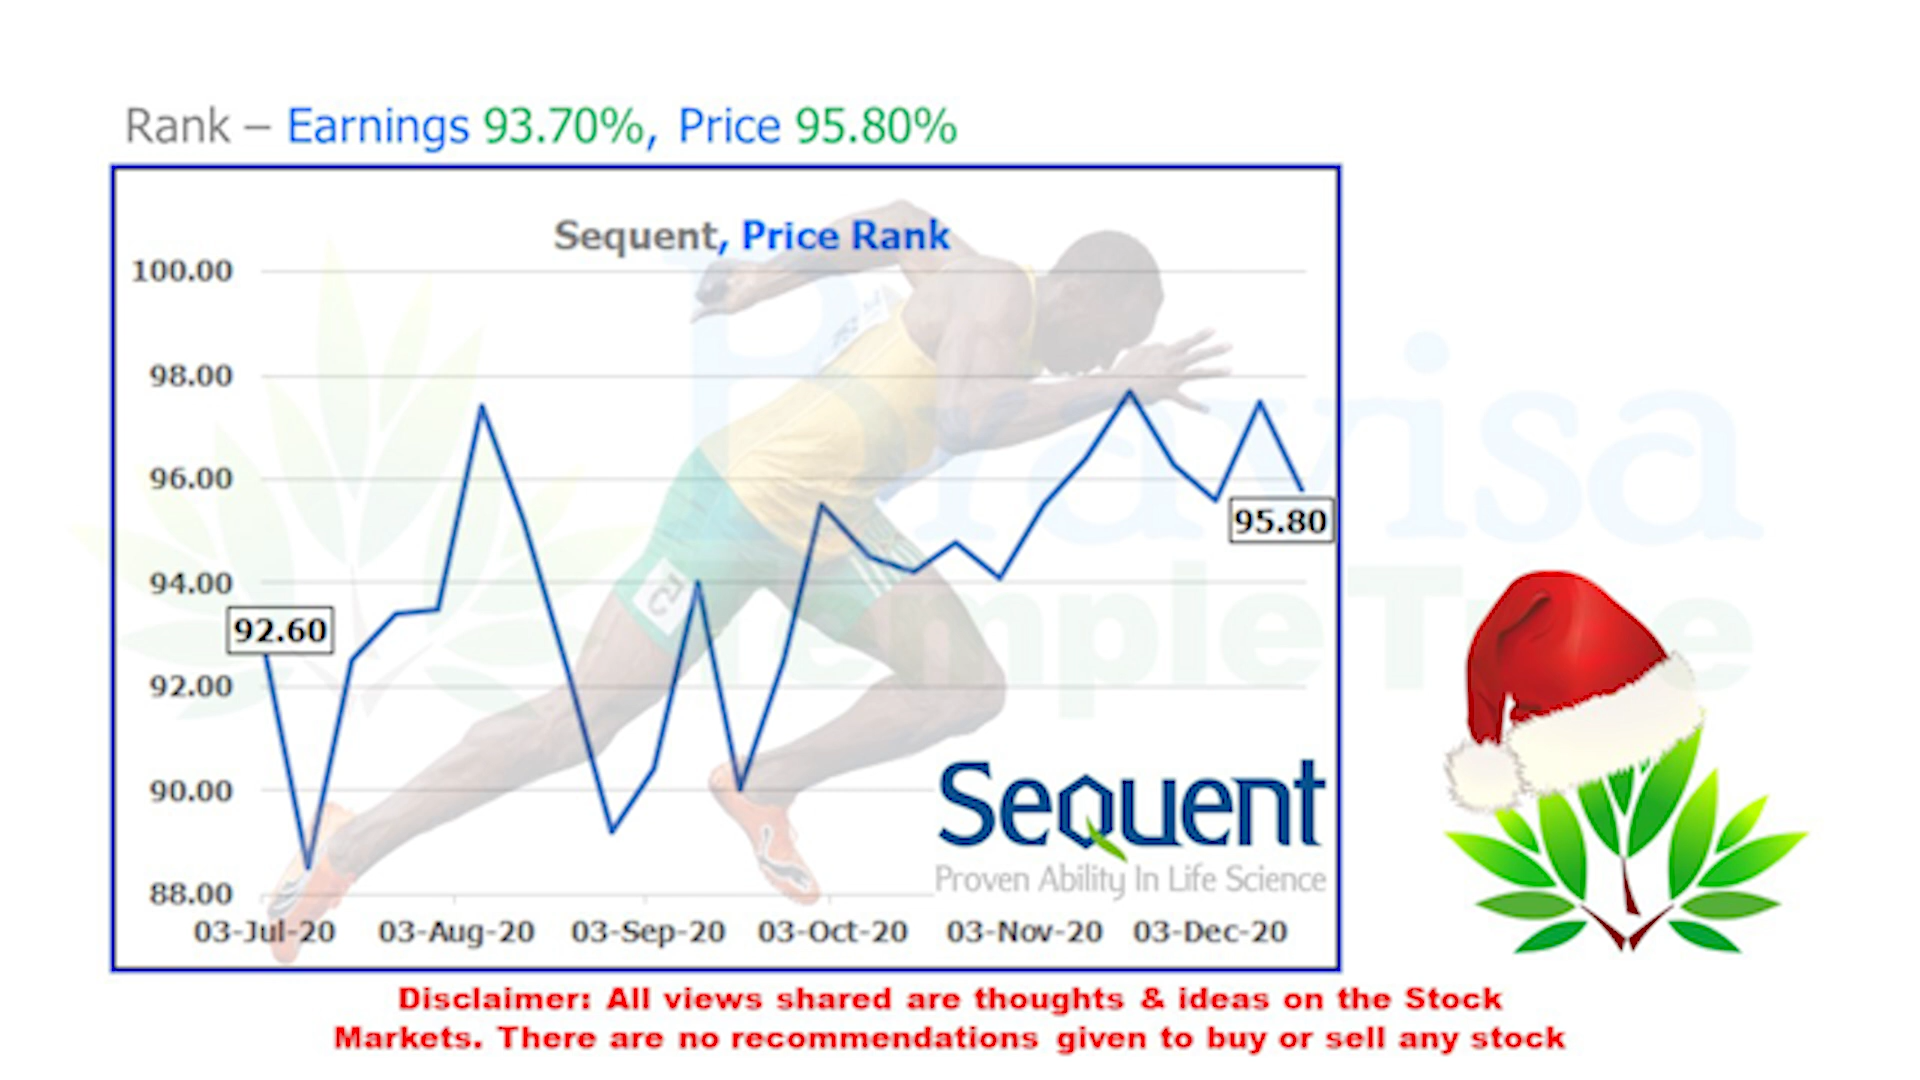 Rank – Earnings 93.70%, Price 95.80%
Sequent, Price Rank
100.00
98.00
96.00
94.00
92.00
90.00
88.00
92.60
95.80
03-Jul-20 03-Aug-20 03-Sep-20 03-Oct-20 03-Nov-20 03-Dec-20
Sequent
Proven Ability In Life Science
Bravisa
TempleTree
Disclaimer: All views shared are thoughts & ideas on the Stock
Markets. There are no recommendations given to buy or sell any stock